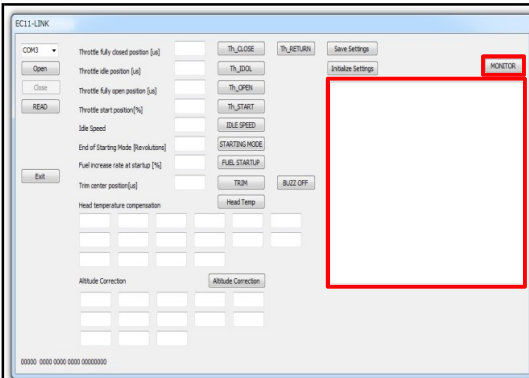 EC11-LINK
COM3
Throttle fully closed position [us]
Th_CLOSE
Th_RETURN
Save Settings
Open
Throttle idle position [us]
Th_IDOL
Initialize Settings
MONITOR
Close
Throttle fully open position [us]
Th_OPEN
READ
Throttle start position[%]
Th_START
Idle Speed
IDLE SPEED
End of Starting Mode [Revolutions]
STARTING MODE
Fuel increase rate at startup [%]
FUEL STARTUP
Exit
Trim center position[us]
TRIM
BUZZ OFF
Head temperature compensation
Head Temp
Altitude Correction
Altitude Correction
00000 0000 0000 0000 00000000